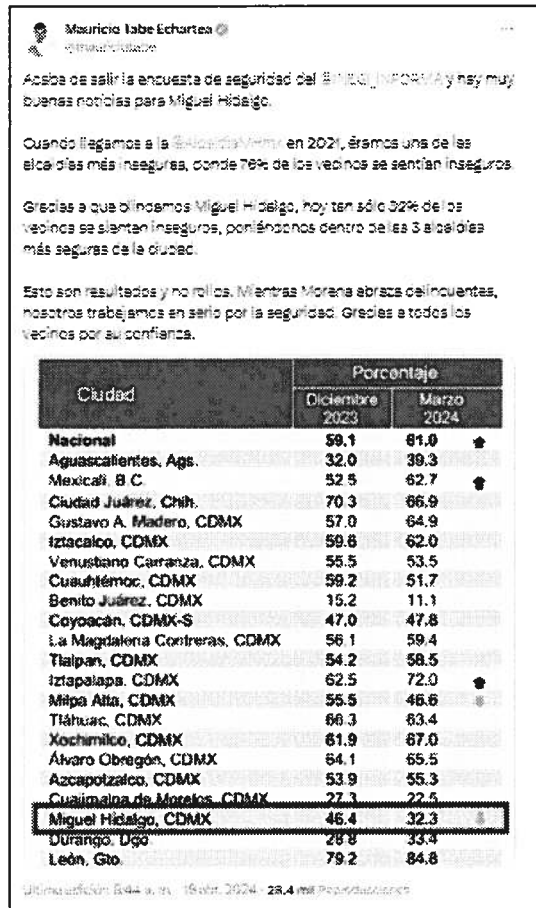 Mauricio Tabe Echartea
@mauriciotabe
Acaba de salir la encuesta de seguridad del @INEGI_INFORMA y hay muy
buenas noticias para Miguel Hidalgo.
Cuando llegamos a la en 2021, éramos una de las
alcaldías más inseguras, donde 76% de los vecinos se sentían inseguros.
Gracias a que blindamos Miguel Hidalgo, hoy tan sólo 32% de los
vecinos se sienten inseguros, poniéndonos dentro de las 3 alcaldías
más seguras de la ciudad.
Esto son resultados y no rollos. Mientras Morena abraza delincuentes,
nosotros trabajamos en serio por la seguridad. Gracias a todos los
vecinos por su confianza.
Ciudad Porcentaje
Diciembre 2023 Marzo 2024
Nacional 59.1 61.0
Aguascalientes, Ags. 32.0 39.3
Mexicali, B.C. 52.5 62.7
Ciudad Juárez, Chih. 70.3 66.9
Gustavo A. Madero, CDMX 57.0 64.9
Iztacalco, CDMX 59.6 62.0
Venustiano Carranza, CDMX 55.5 53.5
Cuauhtémoc, CDMX 59.2 51.7
Benito Juárez, CDMX 15.2 11.1
Coyoacán, CDMX-S 47.0 47.8
La Magdalena Contreras, CDMX 56.1 59.4
Tlalpan, CDMX 54.2 58.5
Iztapalapa, CDMX 62.5 72.0
Milpa Alta, CDMX 55.5 46.6
Tláhuac, CDMX 66.3 63.4
Xochimilco, CDMX 61.9 67.0
Álvaro Obregón, CDMX 64.1 65.5
Azcapotzalco, CDMX 53.9 55.3
Cuajimalpa de Morelos, CDMX 27.3 22.5
Miguel Hidalgo, CDMX 46.4 32.3
Durango, Dgo. 28.8 33.4
León, Gto. 79.2 84.8
Última edición 8:44 a. m. · 19 abr. 2024 · 28.4 mil Reproducciones